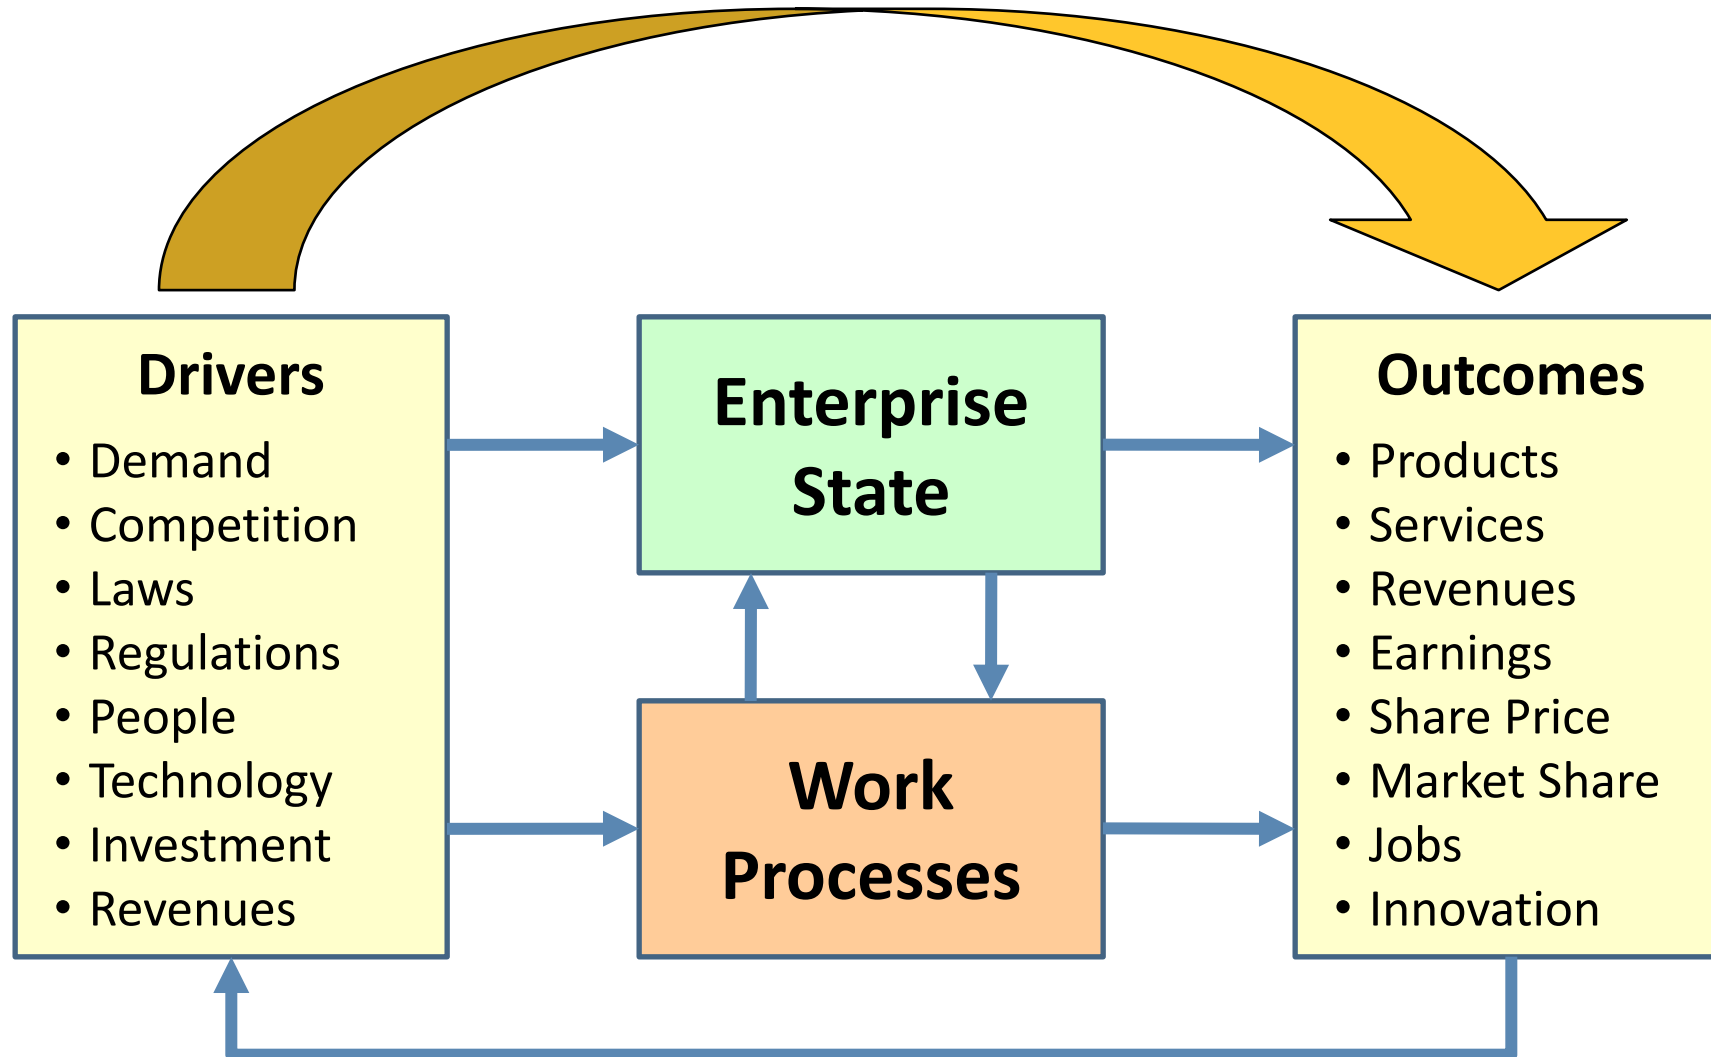 Drivers
• Demand
• Competition
• Laws
• Regulations
• People
• Technology
• Investment
• Revenues
Enterprise
State
Work
Processes
Outcomes
• Products
• Services
• Revenues
• Earnings
• Share Price
• Market Share
• Jobs
• Innovation